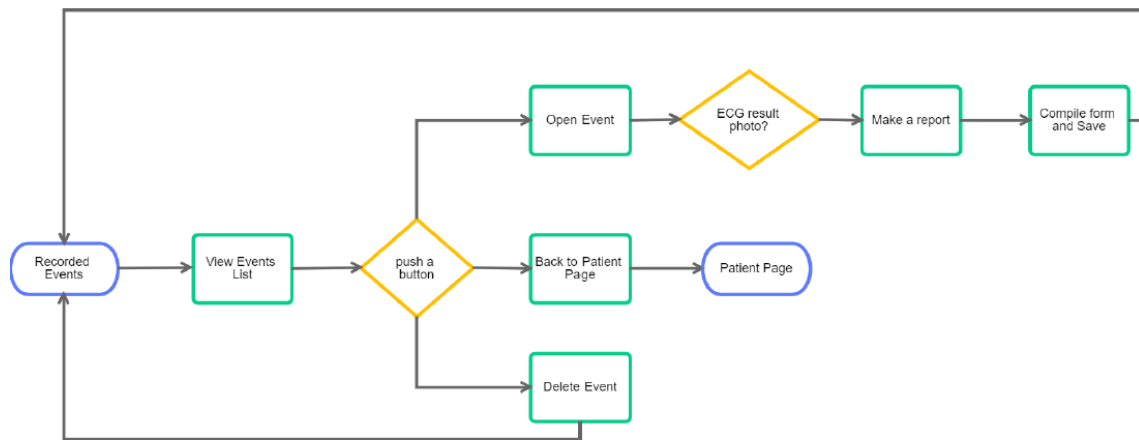 Open Event
ECG result
photo?
Make a report
Compile form
and Save
Recorded
Events
View Events
List
push a
button
Back to Patient
Page
Patient Page
Delete Event